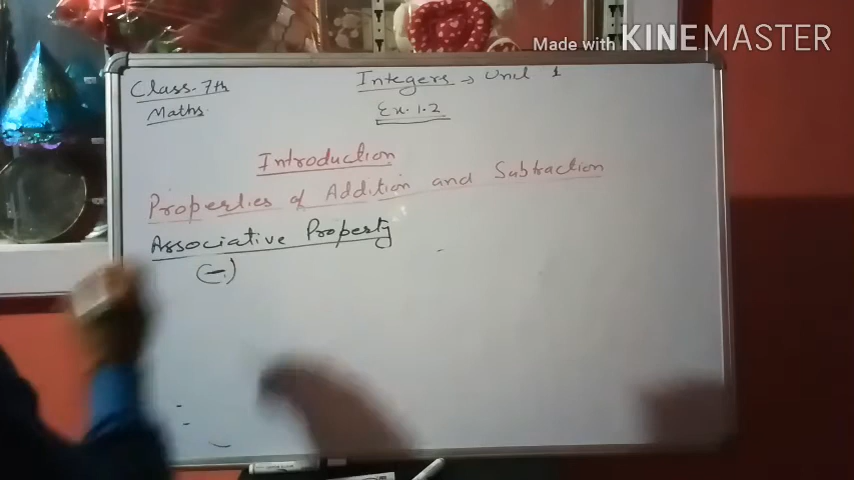 Made with KINEMASTER
Class-7th
Maths.
Integers → Unit 1
Ex. 1.2
Introduction
Properties of Addition and Subtraction
Associative Property
(-)